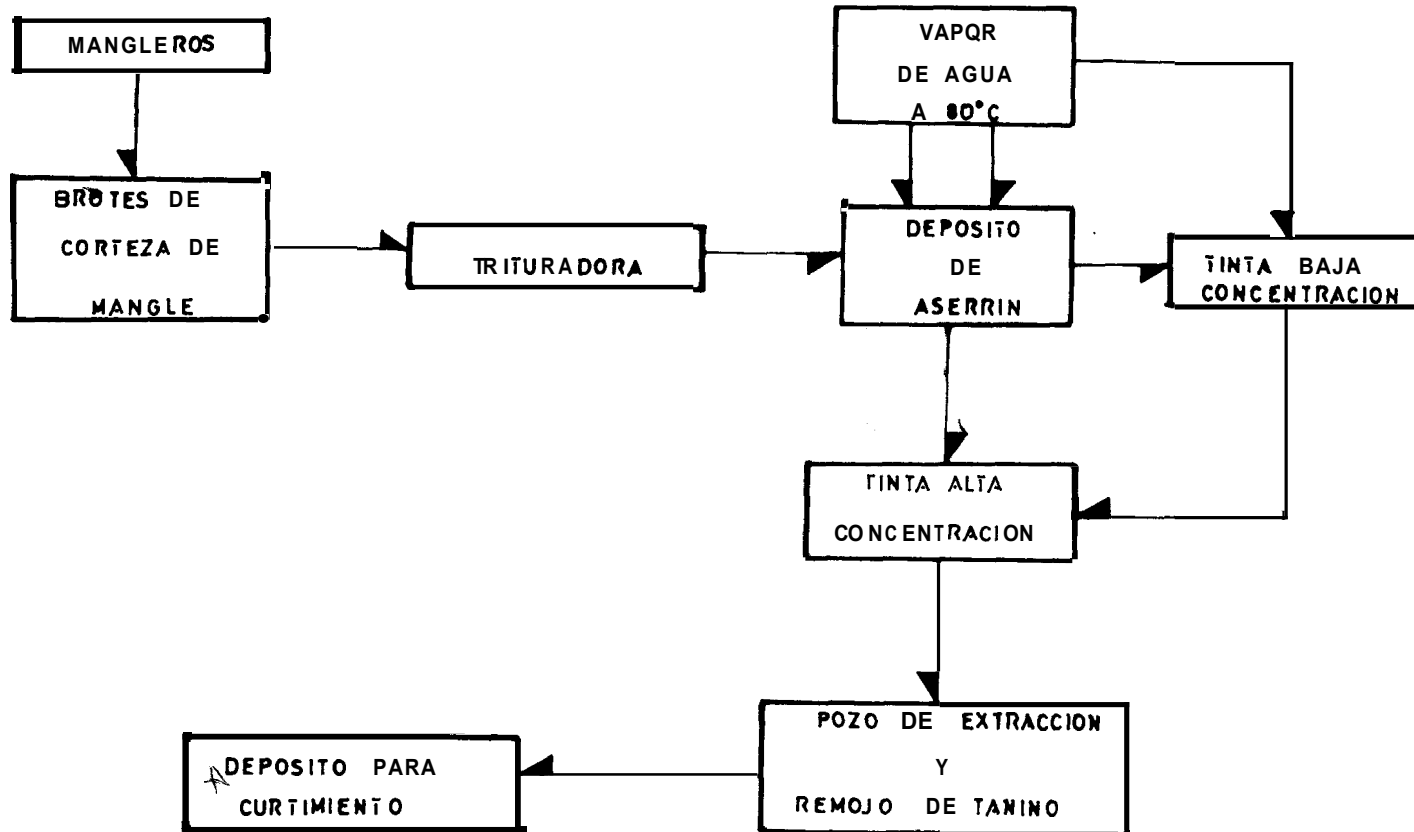 MANGLEROS
VAPQR
DE AGUA
A 80°C
BROTES DE
CORTEZA DE
MANGLE
TRITURADORA
DEPOSITO
DE
ASERRIN
TINTA BAJA
CONCENTRACION
TINTA ALTA
CONCENTRACION
POZO DE EXTRACCION
Y
REMOJO DE TANINO
DEPOSITO PARA
CURTIMIENTO